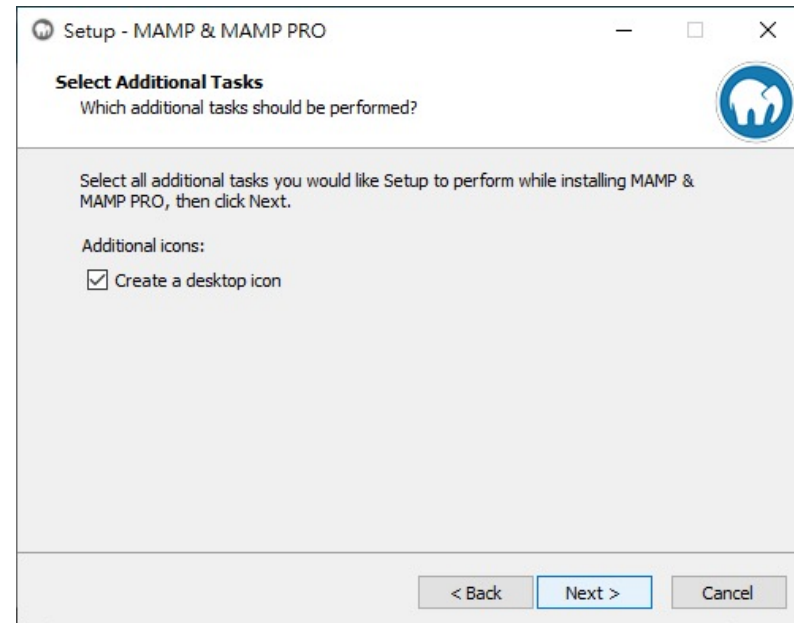 Setup - MAMP & MAMP PRO
Select Additional Tasks
Which additional tasks should be performed?
Select all additional tasks you would like Setup to perform while installing MAMP &
MAMP PRO, then click Next.
Additional icons:
Create a desktop icon
< Back Next > Cancel